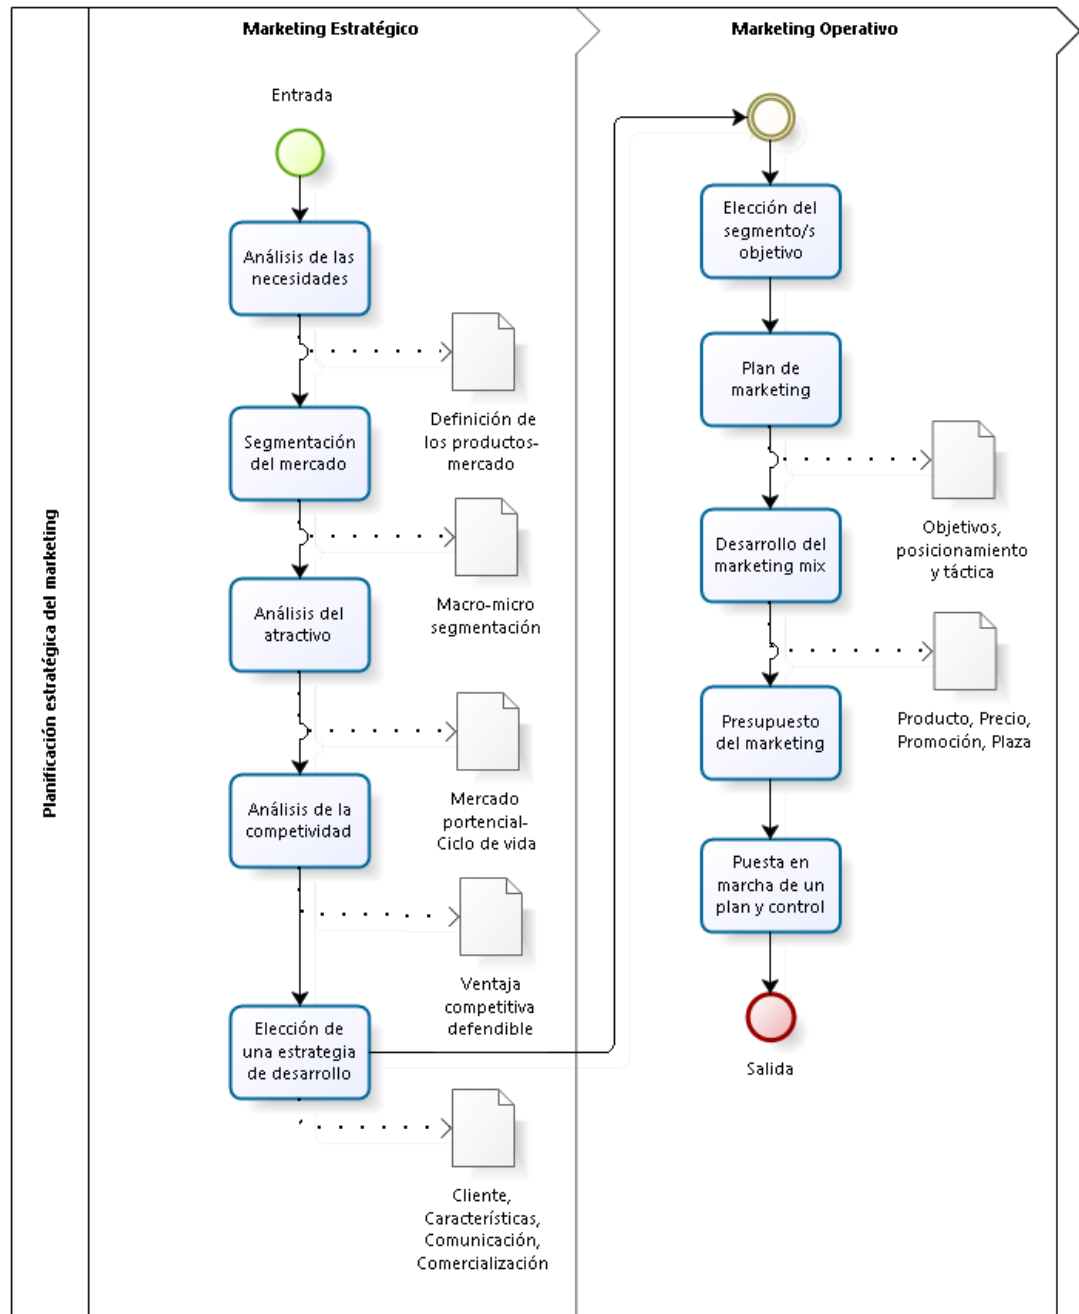 Planificación estratégica del marketing
Marketing Estratégico
Entrada
Análisis de las
necesidades
Definición de
los productos-
mercado
Segmentación
del mercado
Macro-micro
segmentación
Análisis del
atractivo
Mercado
portencial-
Ciclo de vida
Análisis de la
competividad
Ventaja
competitiva
defendible
Elección de
una estrategia
de desarrollo
Cliente,
Características,
Comunicación,
Comercialización
Marketing Operativo
Elección del
segmento/s
objetivo
Plan de
marketing
Objetivos,
posicionamiento
y táctica
Desarrollo del
marketing mix
Producto, Precio,
Promoción, Plaza
Presupuesto
del marketing
Puesta en
marcha de un
plan y control
Salida